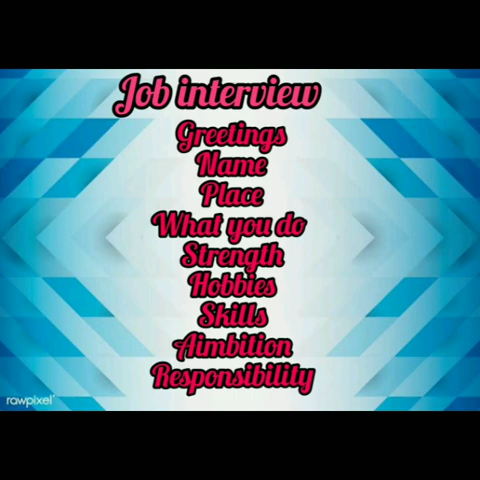 Job interview
Greetings
Name
Place
What you do
Strength
Hobbies
Skills
Aimbition
Responsibility
rawpixel